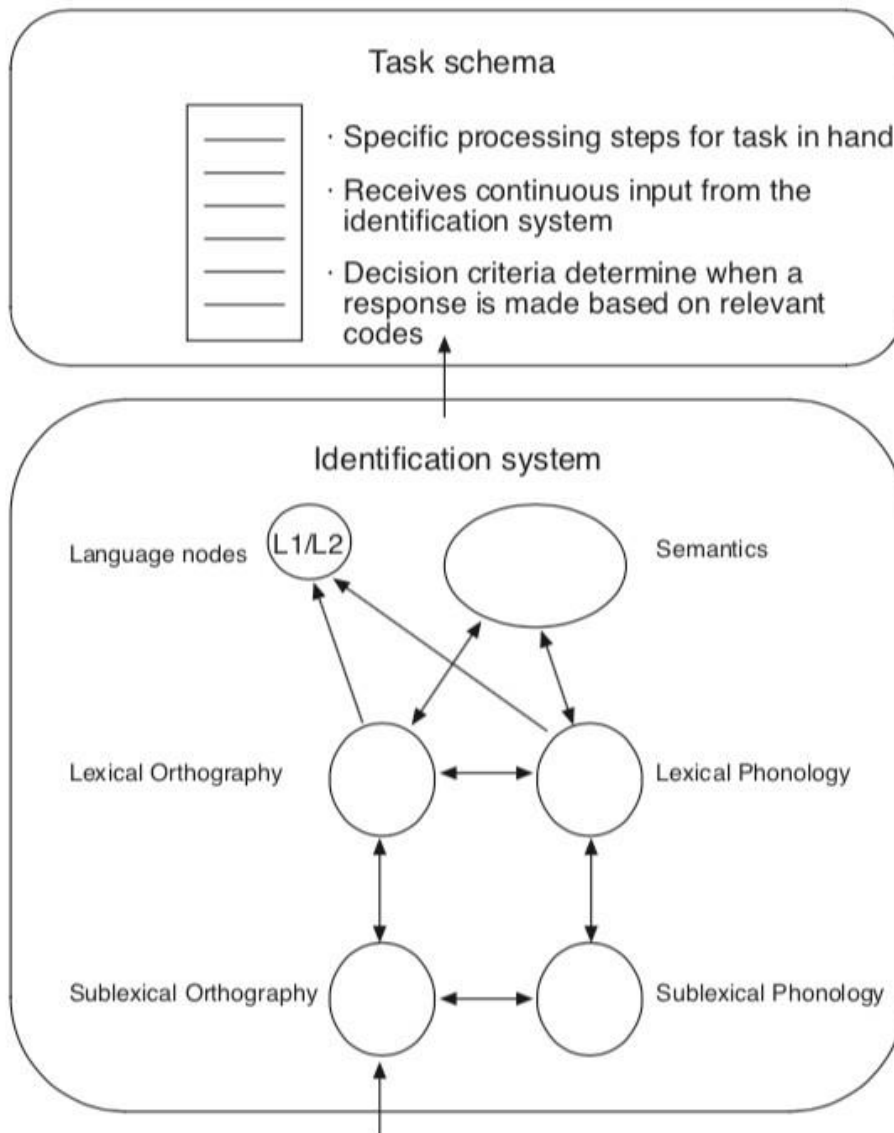 Task schema
· Specific processing steps for task in hand
· Receives continuous input from the
identification system
· Decision criteria determine when a
response is made based on relevant
codes
Identification system
Language nodes
L1/L2
Semantics
Lexical Orthography
Lexical Phonology
Sublexical Orthography
Sublexical Phonology